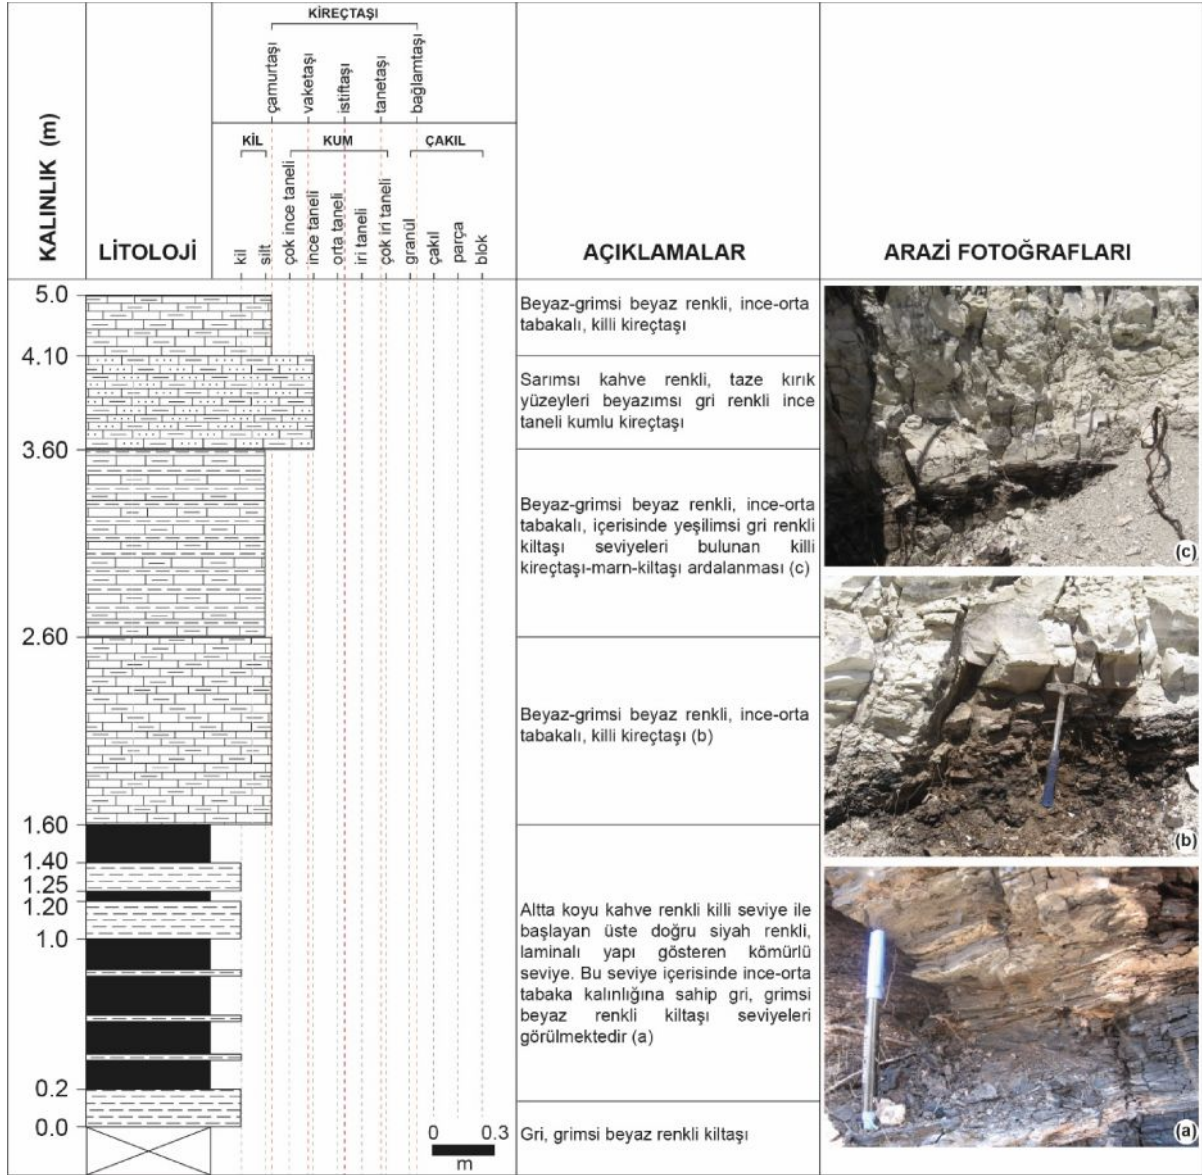 KİREÇTAŞI
çamurtaşı
vaketaşı
istiftaşı
tanetaşı
bağlamtaşı
KİL
KUM
ÇAKIL
kil
silt
çok ince taneli
ince taneli
orta taneli
iri taneli
çok iri taneli
granül
çakıl
parça
blok
KALINLIK (m)
LİTOLOJİ
AÇIKLAMALAR
ARAZİ FOTOĞRAFLARI
5.0
4.10
3.60
2.60
1.60
1.40
1.25
1.20
1.0
0.2
0.0
0 0.3
m
Beyaz-grimsi beyaz renkli, ince-orta
tabakalı, killi kireçtaşı
Sarımsı kahve renkli, taze kırık
yüzeyleri beyazımsı gri renkli ince
taneli kumlu kireçtaşı
Beyaz-grimsi beyaz renkli, ince-orta
tabakalı, içerisinde yeşilimsi gri renkli
kiltaşı seviyeleri bulunan killi
kireçtaşı-marn-kiltaşı ardalanması (c)
Beyaz-grimsi beyaz renkli, ince-orta
tabakalı, killi kireçtaşı (b)
Altta koyu kahve renkli killi seviye ile
başlayan üste doğru siyah renkli,
laminalı yapı gösteren kömürlü
seviye. Bu seviye içerisinde ince-orta
tabaka kalınlığına sahip gri, grimsi
beyaz renkli kiltaşı seviyeleri
görülmektedir (a)
Gri, grimsi beyaz renkli kiltaşı
(c)
(b)
(a)